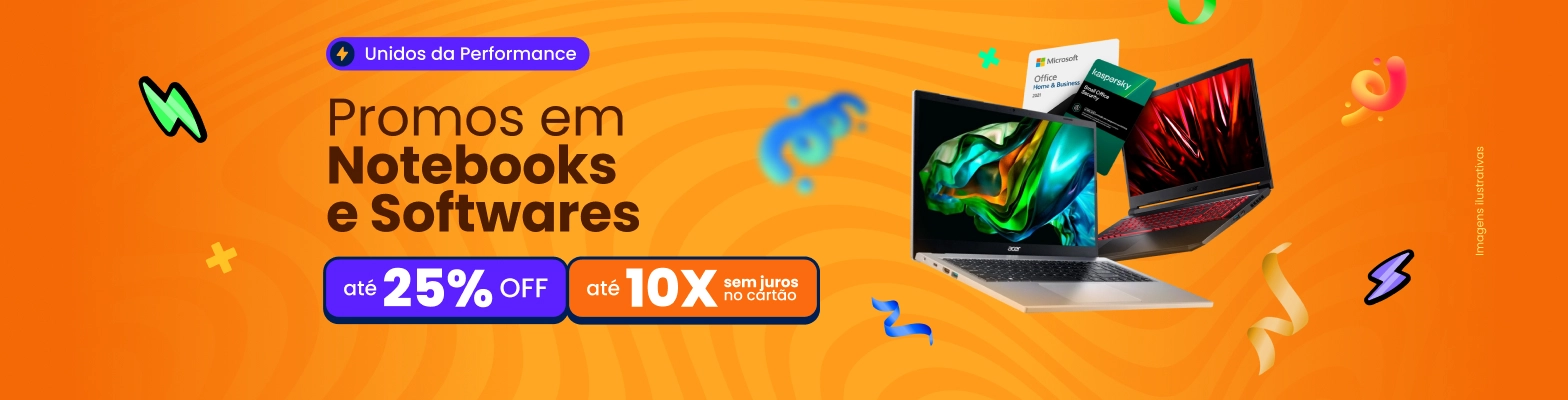 Unidos da Performance
Promos em
Notebooks
e Softwares
até 25% OFF
até 10X sem juros
no cartão
Microsoft
Office
Home & Business
2021
kaspersky
Small Office
Security
acer
Imagens ilustrativas